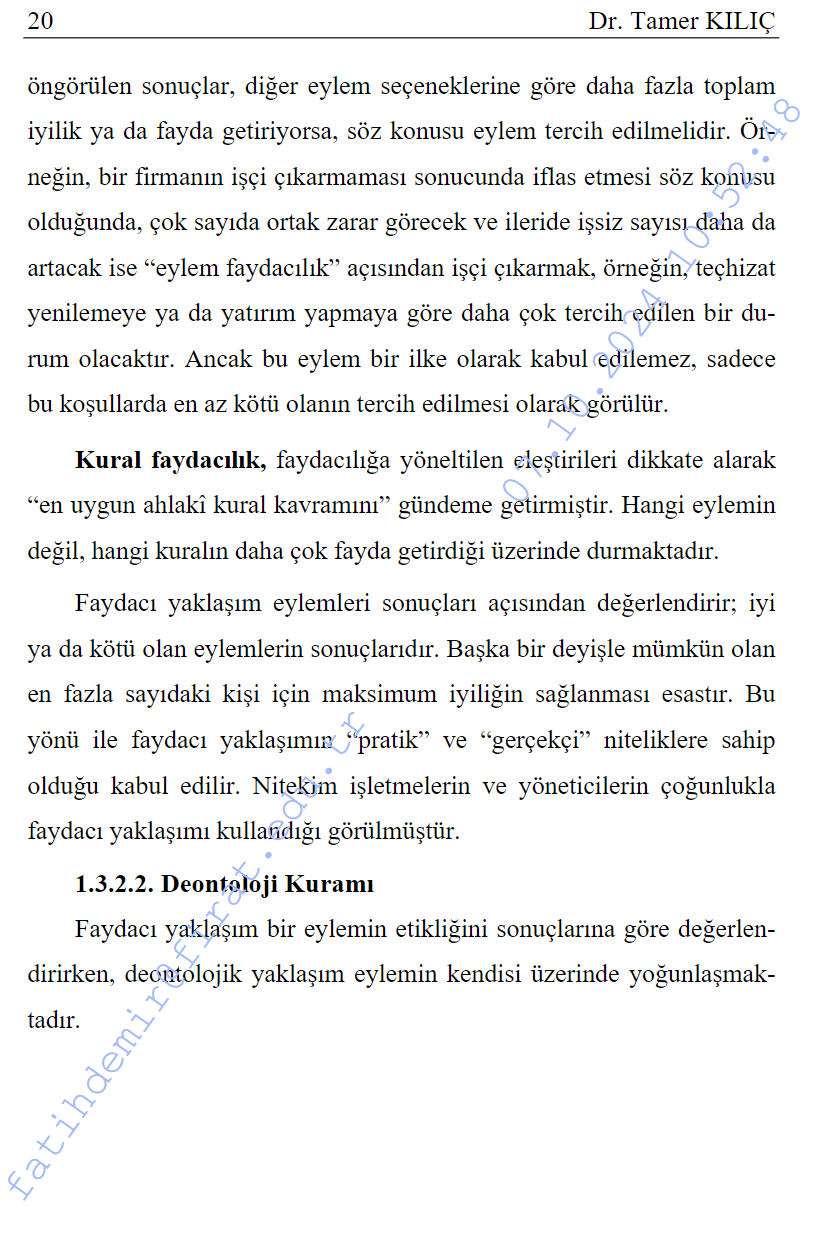 20 Dr. Tamer KILIÇ
öngörülen sonuçlar, diğer eylem seçeneklerine göre daha fazla toplam
iyilik ya da fayda getiriyorsa, söz konusu eylem tercih edilmelidir. Ör-
neğin, bir firmanın işçi çıkarmaması sonucunda iflas etmesi söz konusu
olduğunda, çok sayıda ortak zarar görecek ve ileride işsiz sayısı daha da
artacak ise “eylem faydacılık” açısından işçi çıkarmak, örneğin, teçhizat
yenilemeye ya da yatırım yapmaya göre daha çok tercih edilen bir du-
rum olacaktır. Ancak bu eylem bir ilke olarak kabul edilemez, sadece
bu koşullarda en az kötü olanın tercih edilmesi olarak görülür.
Kural faydacılık, faydacılığa yöneltilen eleştirileri dikkate alarak
“en uygun ahlakî kural kavramını” gündeme getirmiştir. Hangi eylemin
değil, hangi kuralın daha çok fayda getirdiği üzerinde durmaktadır.
Faydacı yaklaşım eylemleri sonuçları açısından değerlendirir; iyi
ya da kötü olan eylemlerin sonuçlarıdır. Başka bir deyişle mümkün olan
en fazla sayıdaki kişi için maksimum iyiliğin sağlanması esastır. Bu
yönü ile faydacı yaklaşımın “pratik” ve “gerçekçi” niteliklere sahip
olduğu kabul edilir. Nitekim işletmelerin ve yöneticilerin çoğunlukla
faydacı yaklaşımı kullandığı görülmüştür.
1.3.2.2. Deontoloji Kuramı
Faydacı yaklaşım bir eylemin etikliğini sonuçlarına göre değerlen-
dirirken, deontolojik yaklaşım eylemin kendisi üzerinde yoğunlaşmak-
tadır.
fatihdemir@firat.edu.tr
07.10.2024 10:52:48